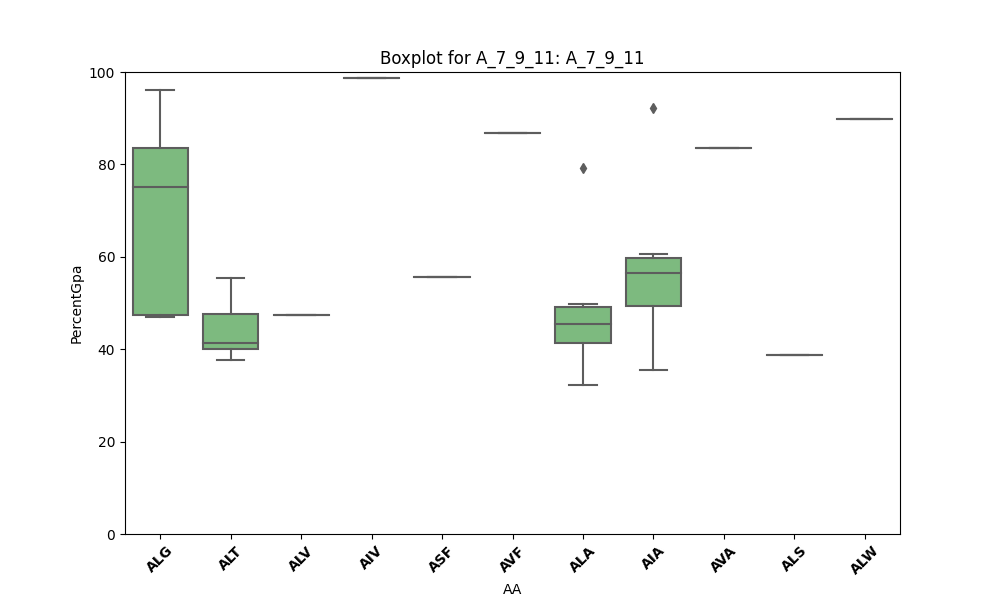 Boxplot for A_7_9_11: A_7_9_11
100
80
60
40
20
0
PercentGpa
ALG ALT ALV AIV ASF AVF ALA AIA AVA ALS ALW
AA